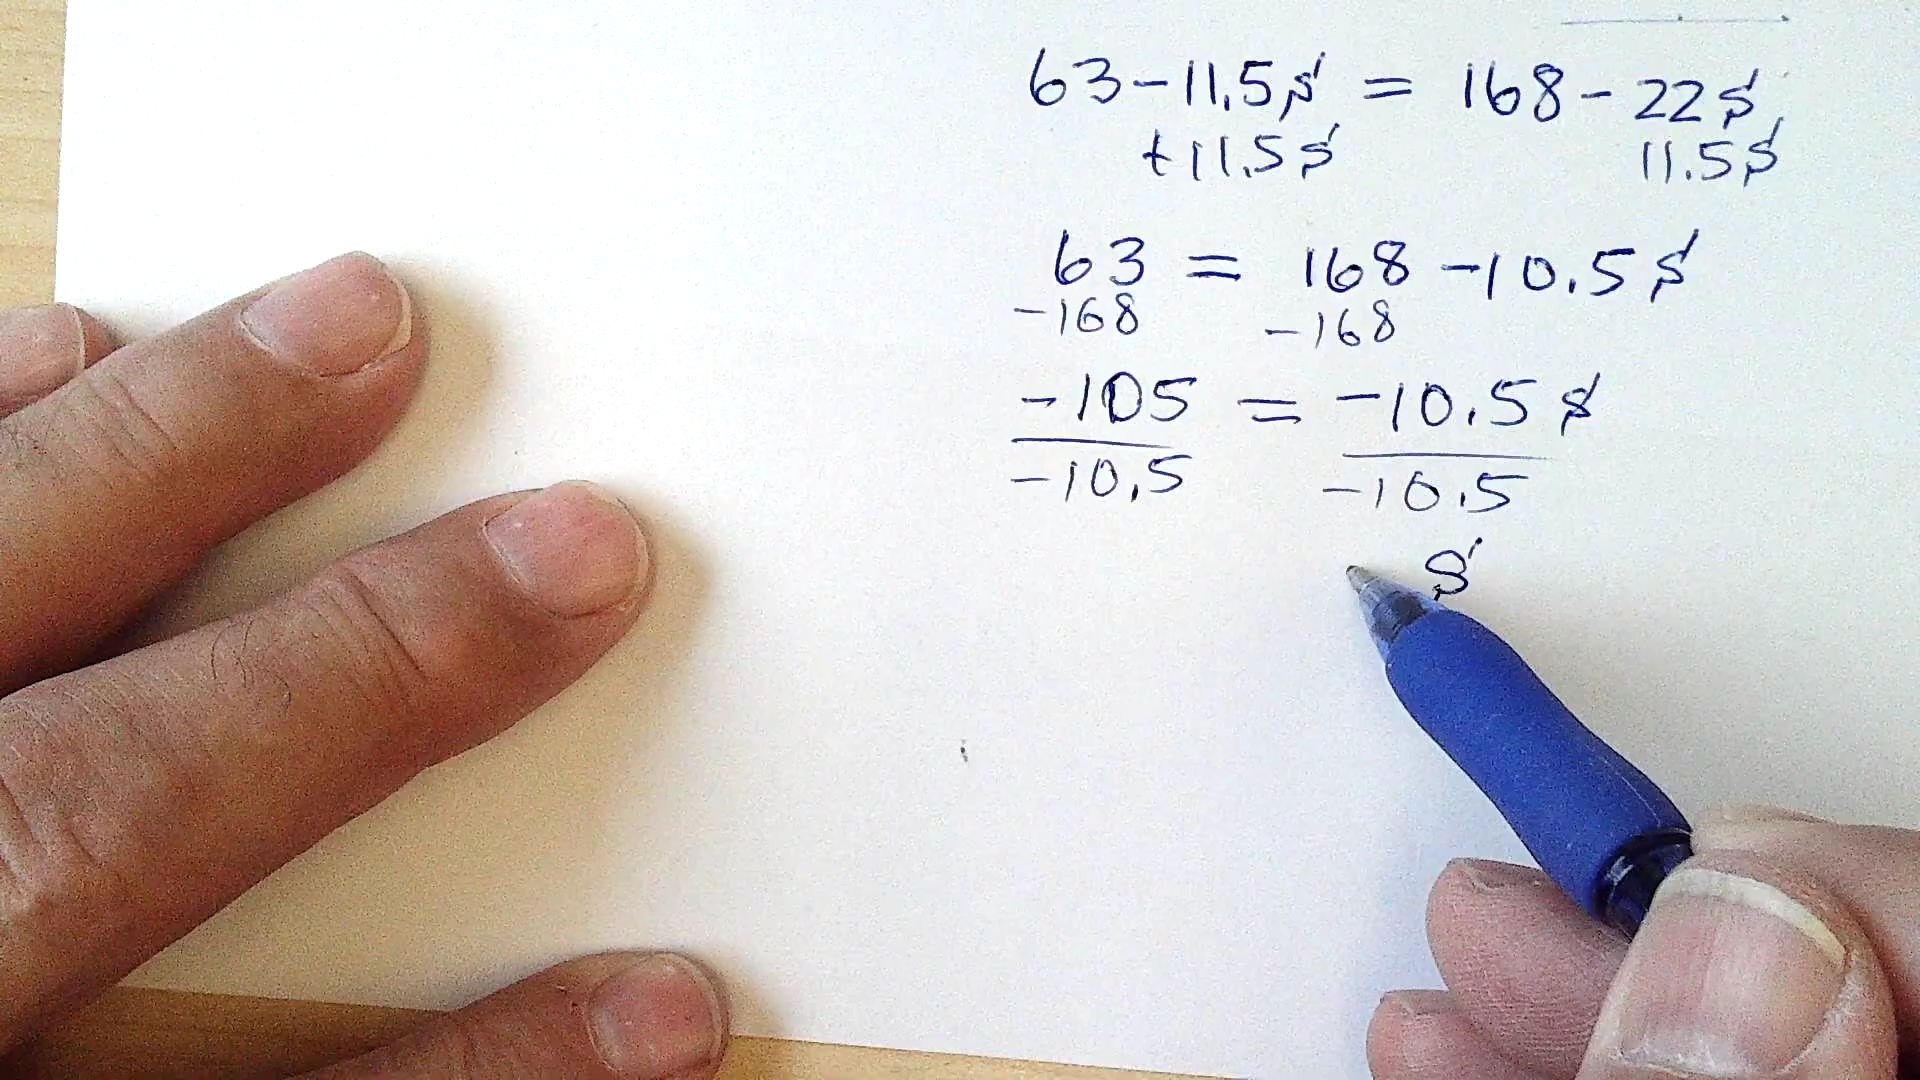 63 - 11.5s = 168 - 22s
+11.5s 11.5s
63 = 168 - 10.5s
-168 -168
-105 = -10.5s
-10.5 -10.5
s